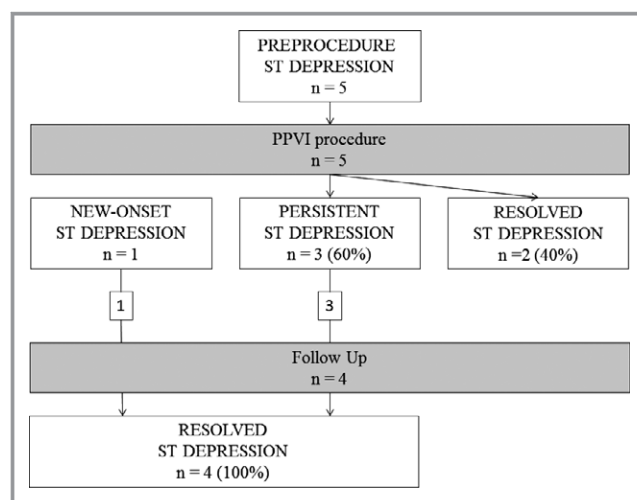 PREPROCEDURE
ST DEPRESSION
n = 5
PPVI procedure
n = 5
NEW-ONSET
ST DEPRESSION
n = 1
PERSISTENT
ST DEPRESSION
n = 3 (60%)
RESOLVED
ST DEPRESSION
n =2 (40%)
1
3
Follow Up
n = 4
RESOLVED
ST DEPRESSION
n = 4 (100%)